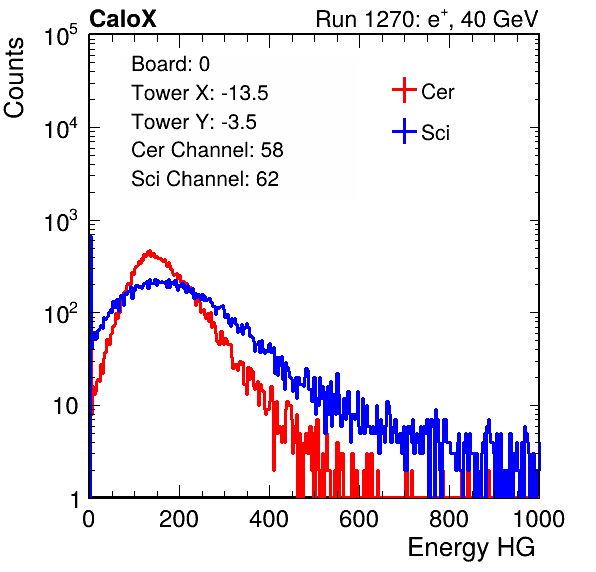 CaloX Run 1270: e⁺, 40 GeV
10⁵
Board: 0
Tower X: -13.5
Tower Y: -3.5
Cer Channel: 58
Sci Channel: 62
Cer
Sci
Counts
10⁴
10³
10²
10
1
0 200 400 600 800 1000
Energy HG